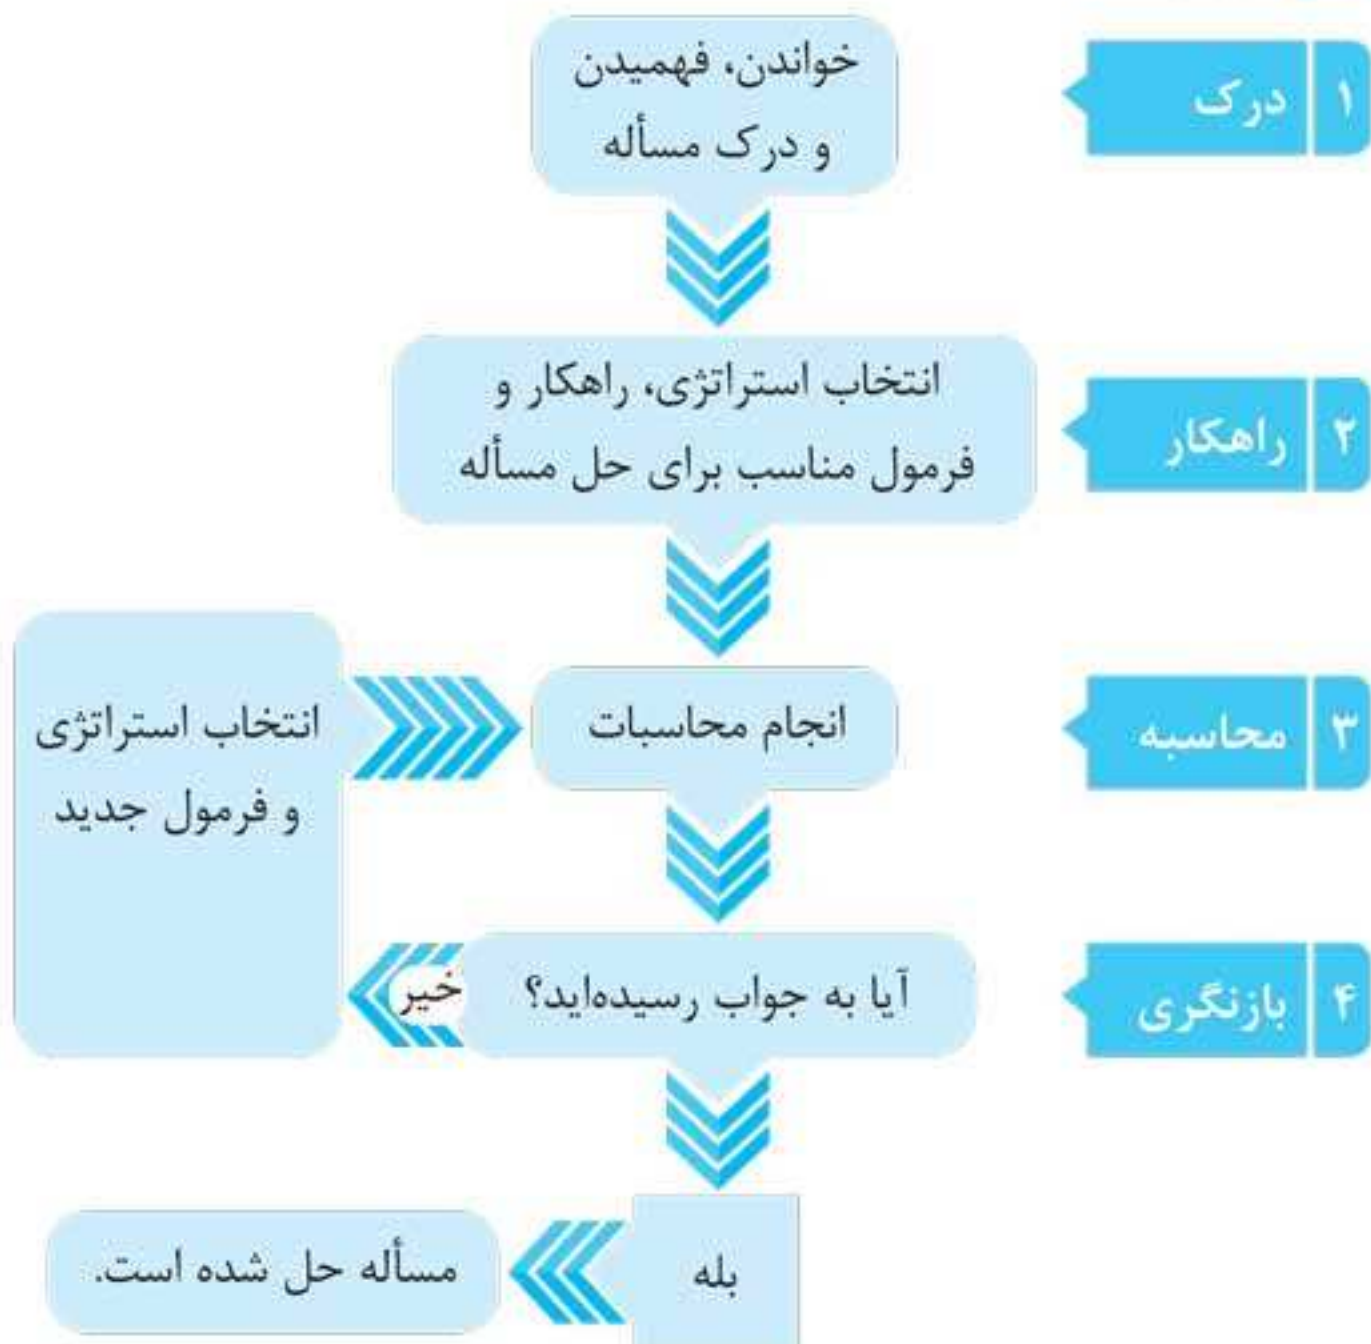 ۱ درک
خواندن، فهمیدن
و درک مسأله
۲ راهکار
انتخاب استراتژی، راهکار و
فرمول مناسب برای حل مسأله
۳ محاسبه
انجام محاسبات
انتخاب استراتژی
و فرمول جدید
۴ بازنگری
آیا به جواب رسیده‌اید؟
خیر
بله
مسأله حل شده است.